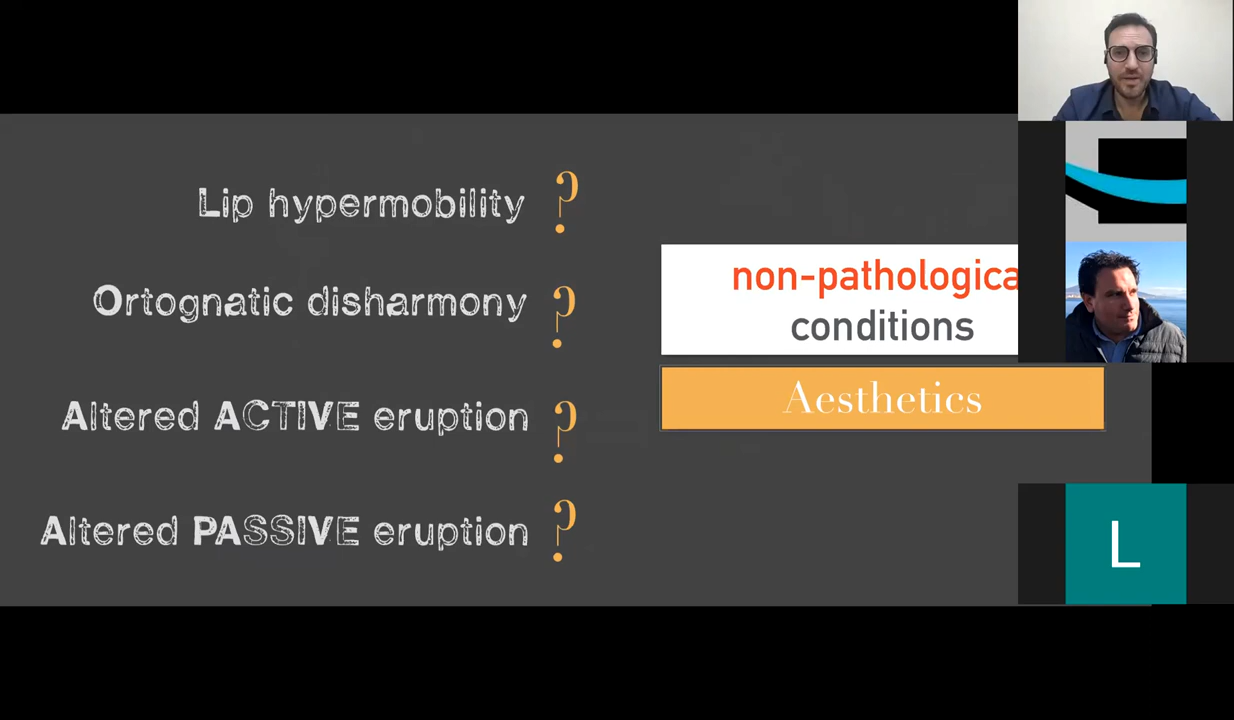 Lip hypermobility ?
Ortognatic disharmony ?
Altered ACTIVE eruption ?
Altered PASSIVE eruption ?
non-pathologica
conditions
Aesthetics
L